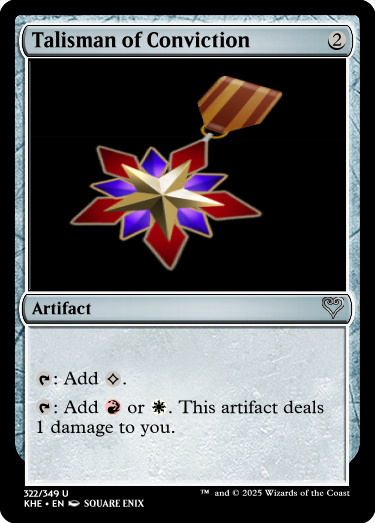 Talisman of Conviction 2
Artifact
: Add .
: Add or . This artifact deals
1 damage to you.
322/349 U
KHE • EN SQUARE ENIX
™ and © 2025 Wizards of the Coast